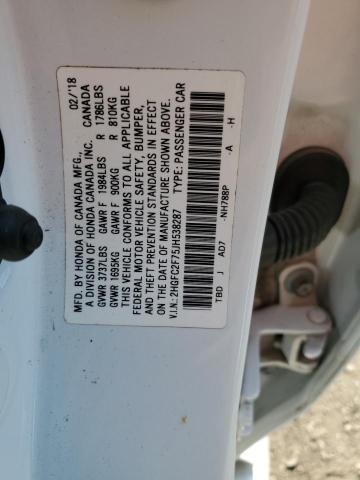 MFD. BY HONDA OF CANADA MFG., 02/'18
A DIVISION OF HONDA CANADA INC. CANADA
GVWR 3737LBS GAWR F 1984LBS R 1786LBS
GVWR 1695KG GAWR F 900KG R 810KG
THIS VEHICLE CONFORMS TO ALL APPLICABLE
FEDERAL MOTOR VEHICLE SAFETY, BUMPER,
AND THEFT PREVENTION STANDARDS IN EFFECT
ON THE DATE OF MANUFACTURE SHOWN ABOVE.
V.I.N.: 2HGFC2F75JH538287 TYPE: PASSENGER CAR
TBD J AD7 -NH788P -A -H